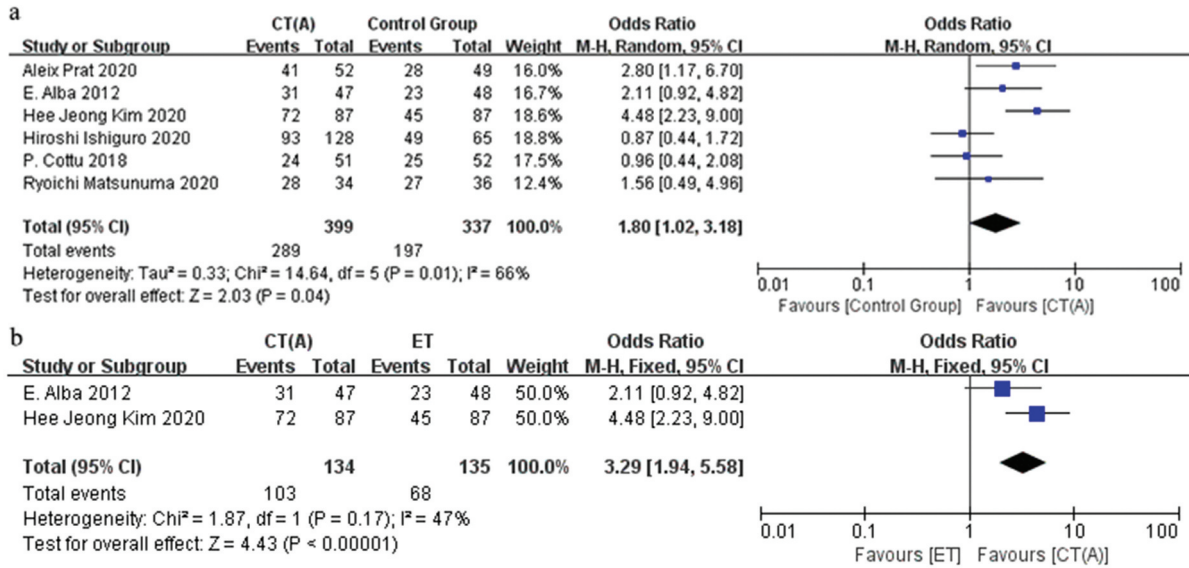 a
CT(A) Control Group Odds Ratio Odds Ratio
Study or Subgroup Events Total Events Total Weight M-H, Random, 95% CI M-H, Random, 95% CI
Aleix Prat 2020 41 52 28 49 16.0% 2.80 [1.17, 6.70]
E. Alba 2012 31 47 23 48 16.7% 2.11 [0.92, 4.82]
Hee Jeong Kim 2020 72 87 45 87 18.6% 4.48 [2.23, 9.00]
Hiroshi Ishiguro 2020 93 128 49 65 18.8% 0.87 [0.44, 1.72]
P. Cottu 2018 24 51 25 52 17.5% 0.96 [0.44, 2.08]
Ryoichi Matsunuma 2020 28 34 27 36 12.4% 1.56 [0.49, 4.96]
Total (95% CI) 399 337 100.0% 1.80 [1.02, 3.18]
Total events 289 197
Heterogeneity: Tau² = 0.33; Chi² = 14.64, df = 5 (P = 0.01); I² = 66%
Test for overall effect: Z = 2.03 (P = 0.04)
0.01 0.1 1 10 100
Favours [Control Group] Favours [CT(A)]
b
CT(A) ET Odds Ratio Odds Ratio
Study or Subgroup Events Total Events Total Weight M-H, Fixed, 95% CI M-H, Fixed, 95% CI
E. Alba 2012 31 47 23 48 50.0% 2.11 [0.92, 4.82]
Hee Jeong Kim 2020 72 87 45 87 50.0% 4.48 [2.23, 9.00]
Total (95% CI) 134 135 100.0% 3.29 [1.94, 5.58]
Total events 103 68
Heterogeneity: Chi² = 1.87, df = 1 (P = 0.17); I² = 47%
Test for overall effect: Z = 4.43 (P < 0.00001)
0.01 0.1 1 10 100
Favours [ET] Favours [CT(A)]